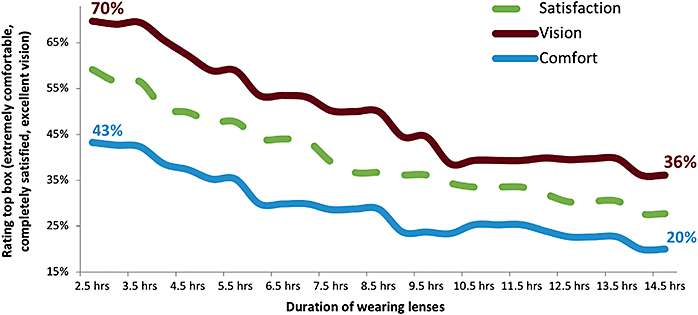 Satisfaction
Vision
Comfort
70%
65%
55%
45%
43%
35%
36%
25%
20%
15%
2.5 hrs 3.5 hrs 4.5 hrs 5.5 hrs 6.5 hrs 7.5 hrs 8.5 hrs 9.5 hrs 10.5 hrs 11.5 hrs 12.5 hrs 13.5 hrs 14.5 hrs
Duration of wearing lenses
Rating top box (extremely comfortable,
completely satisfied, excellent vision)